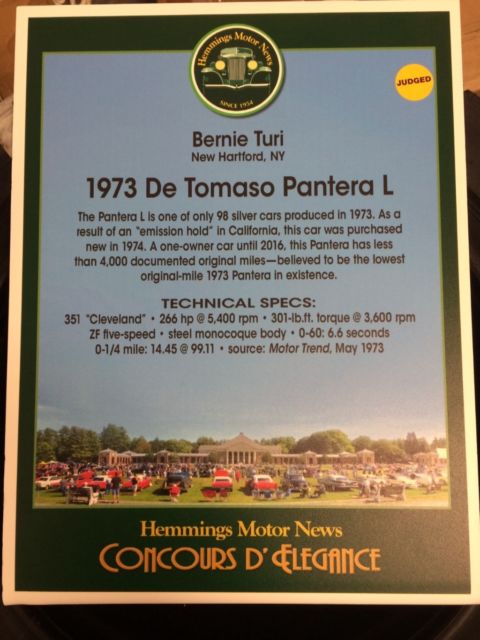 Hemmings Motor News
SINCE 1954
JUDGED
Bernie Turi
New Hartford, NY
1973 De Tomaso Pantera L
The Pantera L is one of only 98 silver cars produced in 1973. As a
result of an "emission hold" in California, this car was purchased
new in 1974. A one-owner car until 2016, this Pantera has less
than 4,000 documented original miles—believed to be the lowest
original-mile 1973 Pantera in existence.
TECHNICAL SPECS:
351 "Cleveland" • 266 hp @ 5,400 rpm • 301-lb.ft. torque @ 3,600 rpm
ZF five-speed • steel monocoque body • 0-60: 6.6 seconds
0-1/4 mile: 14.45 @ 99.11 • source: Motor Trend, May 1973
Hemmings Motor News
CONCOURS D'ELEGANCE